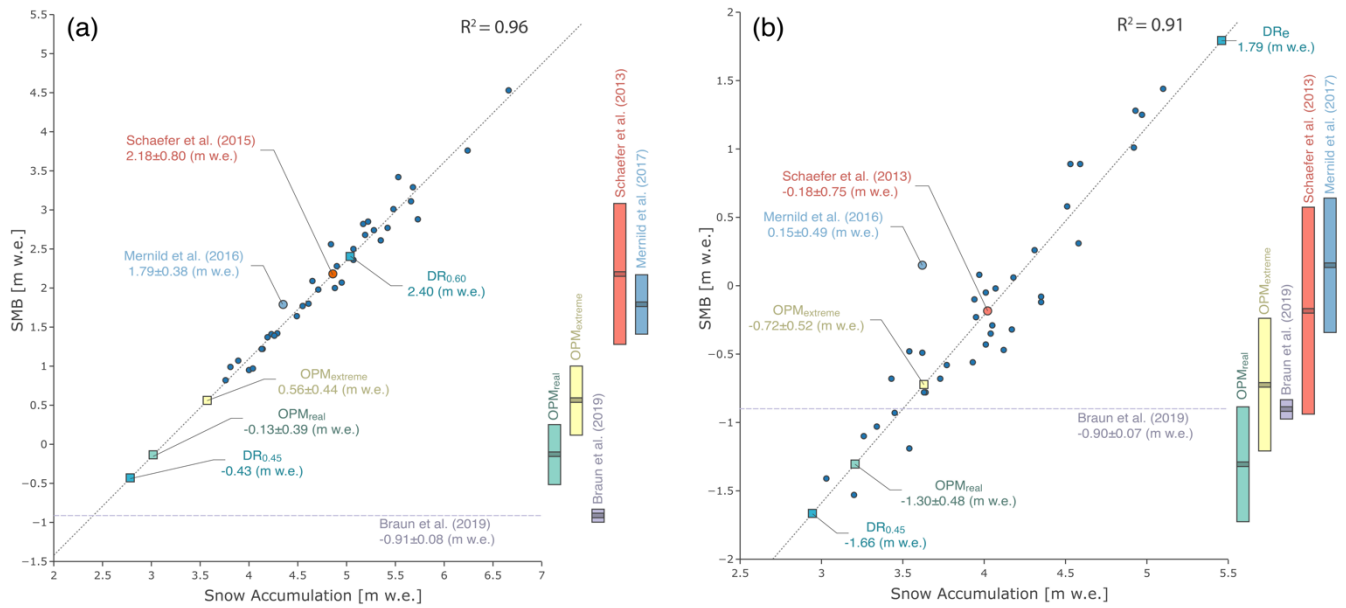 (a)
R² = 0.96
SMB [m w.e.]
5.5
5
4.5
4
3.5
3
2.5
2
1.5
1
0.5
0
-0.5
-1
-1.5
Schaefer et al. (2015)
2.18±0.80 (m w.e.)
Mernild et al. (2016)
1.79±0.38 (m w.e.)
DR0.60
2.40 (m w.e.)
OPMextreme
0.56±0.44 (m w.e.)
OPMreal
-0.13±0.39 (m w.e.)
DR0.45
-0.43 (m w.e.)
Braun et al. (2019)
-0.91±0.08 (m w.e.)
2
2.5
3
3.5
4
4.5
5
5.5
6
6.5
7
Snow Accumulation [m w.e.]
OPMreal
OPMextreme
Braun et al. (2019)
Schaefer et al. (2013)
Mernild et al. (2017)
(b)
R² = 0.91
SMB [m w.e.]
2
1.5
1
0.5
0
-0.5
-1
-1.5
-2
DRe
1.79 (m w.e.)
Schaefer et al. (2013)
-0.18±0.75 (m w.e.)
Mernild et al. (2016)
0.15±0.49 (m w.e.)
OPMextreme
-0.72±0.52 (m w.e.)
Braun et al. (2019)
-0.90±0.07 (m w.e.)
OPMreal
-1.30±0.48 (m w.e.)
DR0.45
-1.66 (m w.e.)
2.5
3
3.5
4
4.5
5
5.5
Snow Accumulation [m w.e.]
OPMreal
OPMextreme
Braun et al. (2019)
Schaefer et al. (2013)
Mernild et al. (2017)